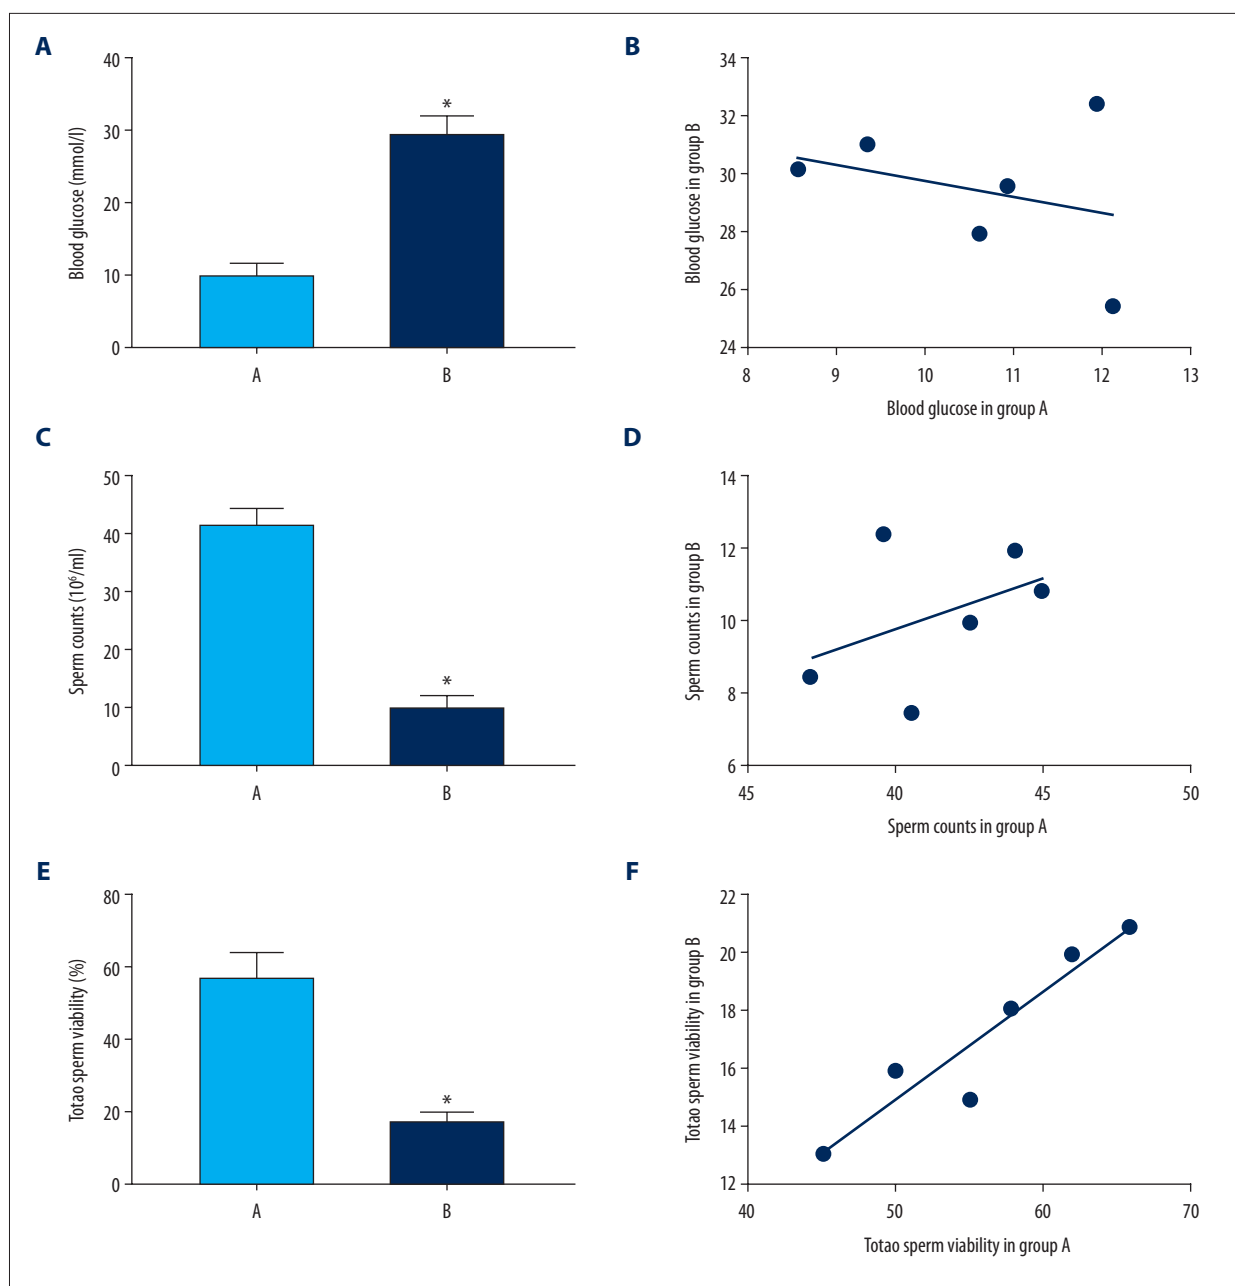 A
40
30
20
10
0
Blood glucose (mmol/l)
*
A
B
B
34
32
30
28
26
24
Blood glucose in group B
8
9
10
11
12
13
Blood glucose in group A
C
50
40
30
20
10
0
Sperm counts (10⁶/ml)
*
A
B
D
14
12
10
8
6
Sperm counts in group B
45
40
45
50
Sperm counts in group A
E
80
60
40
20
0
Totao sperm viability (%)
*
A
B
F
22
20
18
16
14
12
Totao sperm viability in group B
40
50
60
70
Totao sperm viability in group A